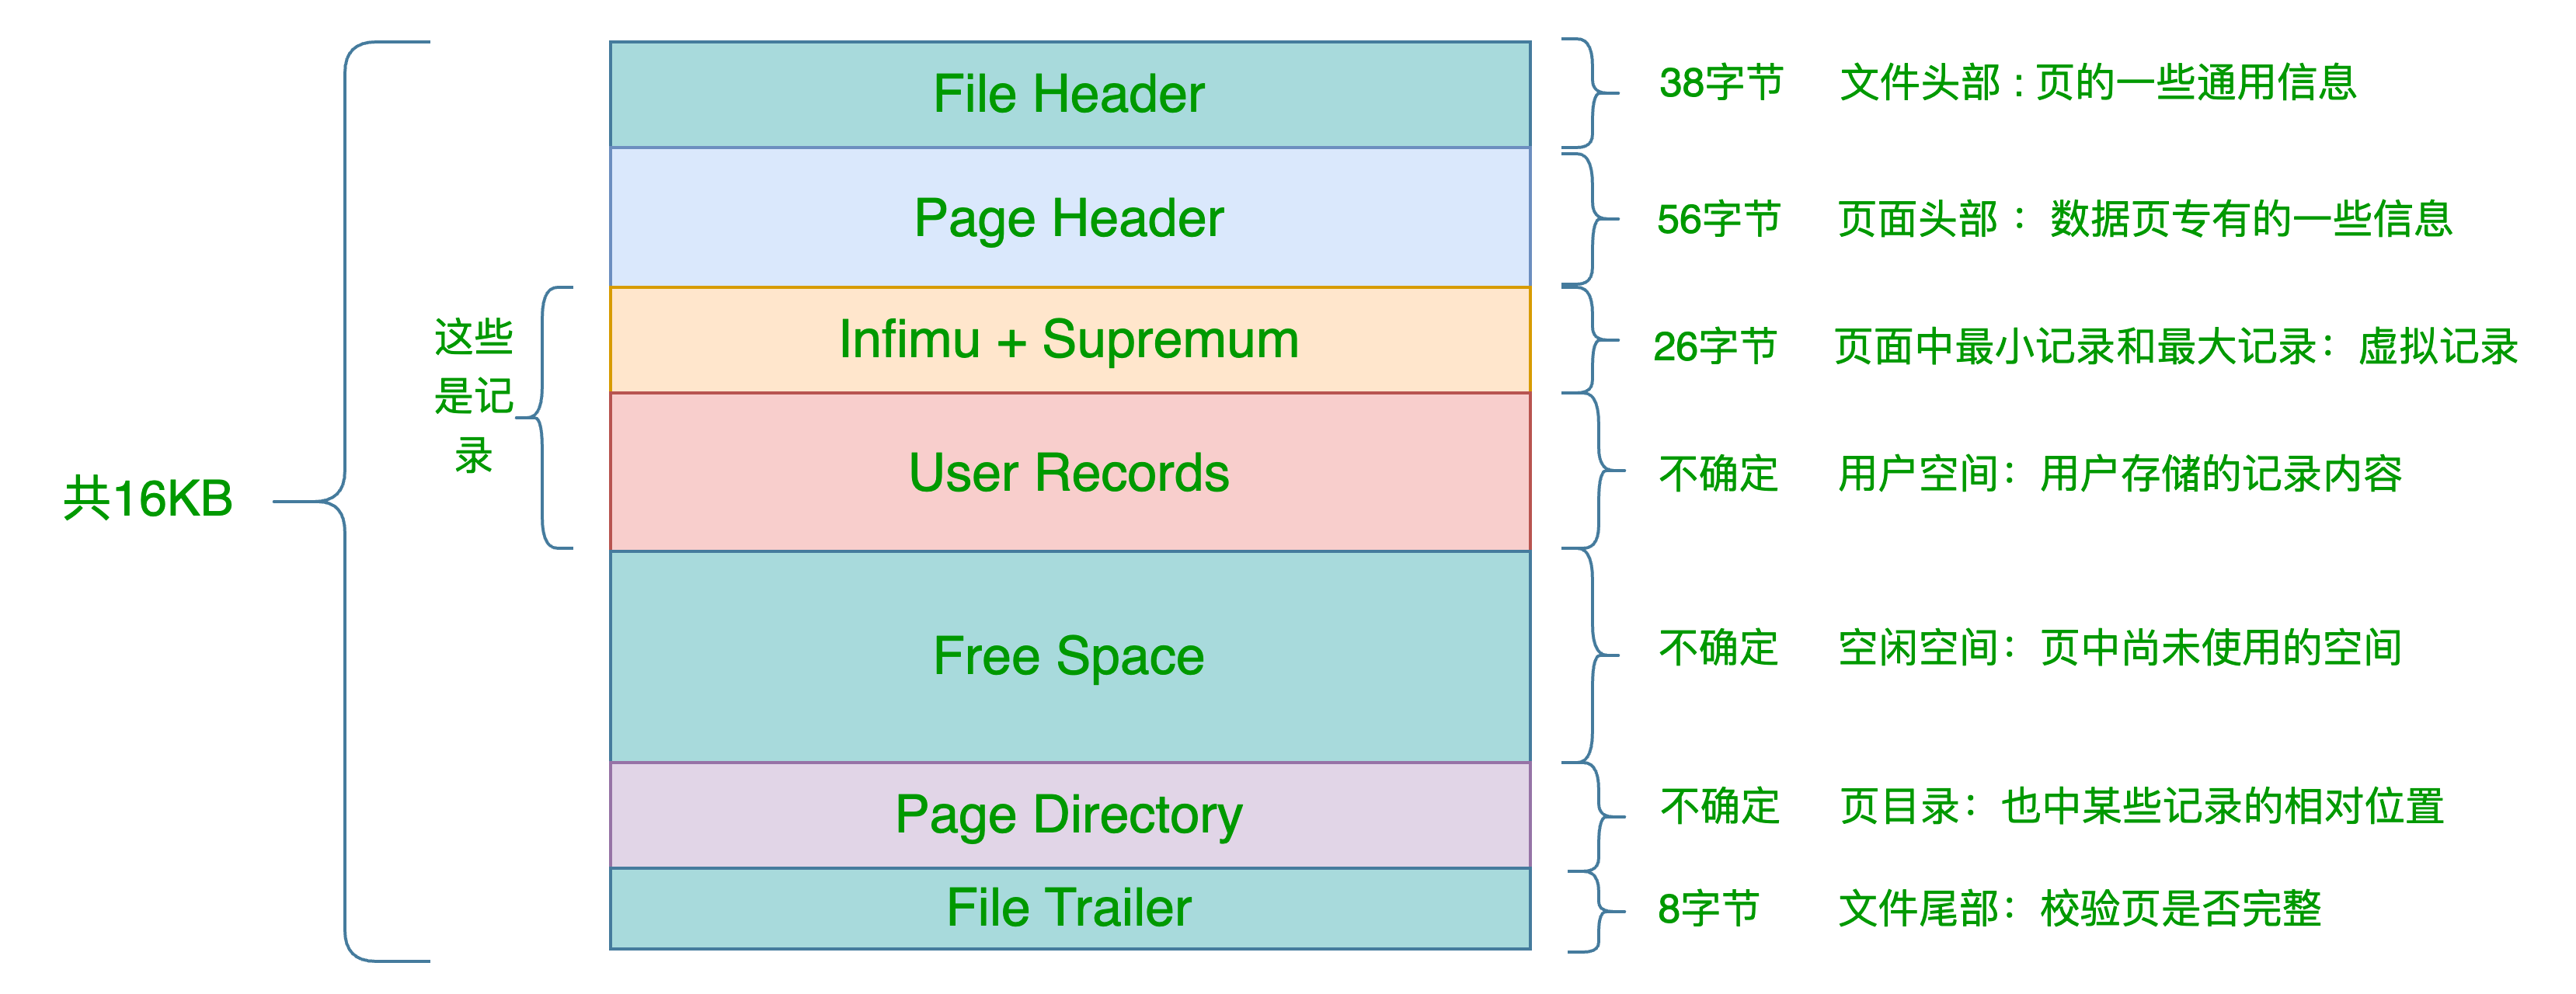 File Header
38字节 文件头部 : 页的一些通用信息
Page Header
56字节 页面头部 ： 数据页专有的一些信息
Infimu + Supremum
26字节 页面中最小记录和最大记录：虚拟记录
这些
是记
录
User Records
不确定 用户空间：用户存储的记录内容
共16KB
Free Space
不确定 空闲空间：页中尚未使用的空间
Page Directory
不确定 页目录：也中某些记录的相对位置
File Trailer
8字节 文件尾部：校验页是否完整